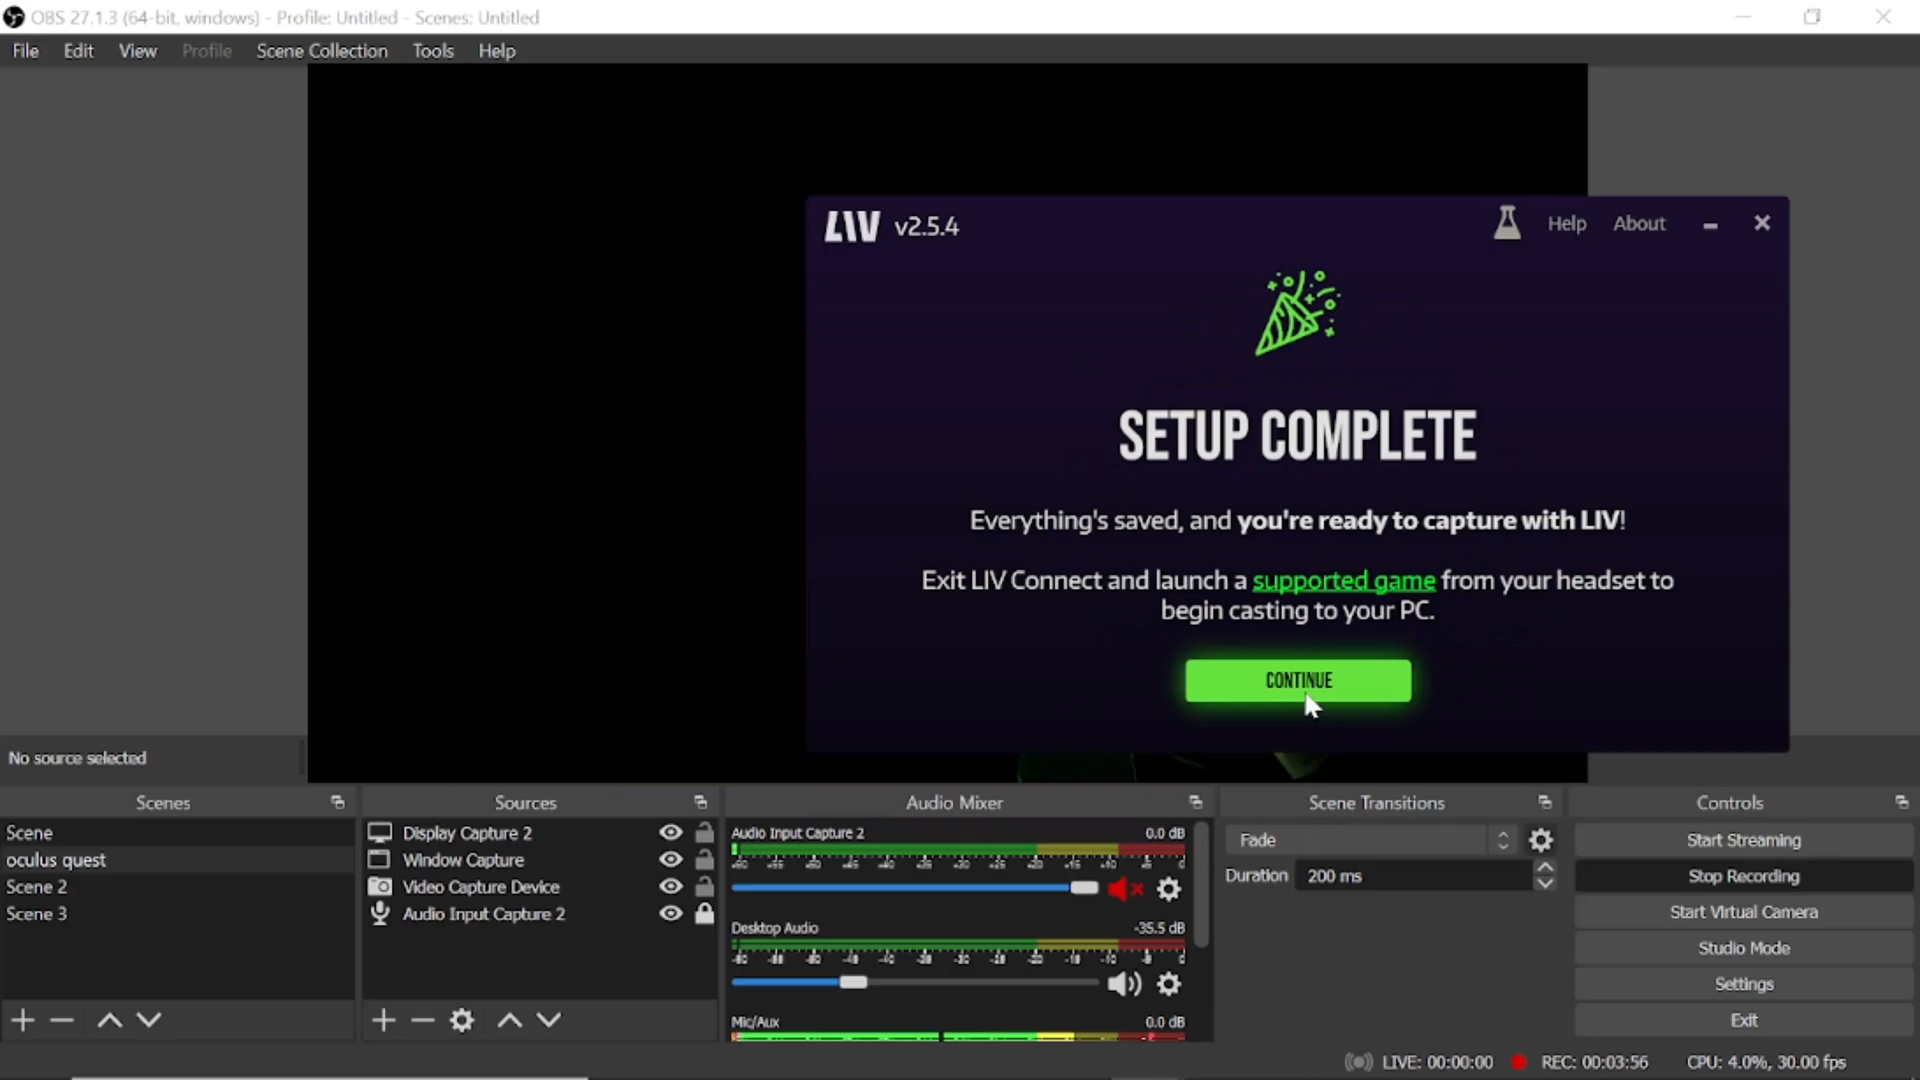 OBS 27.1.3 (64-bit, windows) - Profile: Untitled - Scenes: Untitled
File Edit View Profile Scene Collection Tools Help
LIV v2.5.4 Help About
SETUP COMPLETE
Everything's saved, and you're ready to capture with LIV!
Exit LIV Connect and launch a supported game from your headset to
begin casting to your PC.
CONTINUE
No source selected
Scenes
Scene
oculus quest
Scene 2
Scene 3
Sources
Display Capture 2
Window Capture
Video Capture Device
Audio Input Capture 2
Audio Mixer
Audio Input Capture 2 0.0 dB
Desktop Audio -35.5 dB
Mic/Aux 0.0 dB
Scene Transitions
Fade
Duration 200 ms
Controls
Start Streaming
Stop Recording
Start Virtual Camera
Studio Mode
Settings
Exit
LIVE: 00:00:00 REC: 00:03:56 CPU: 4.0%, 30.00 fps